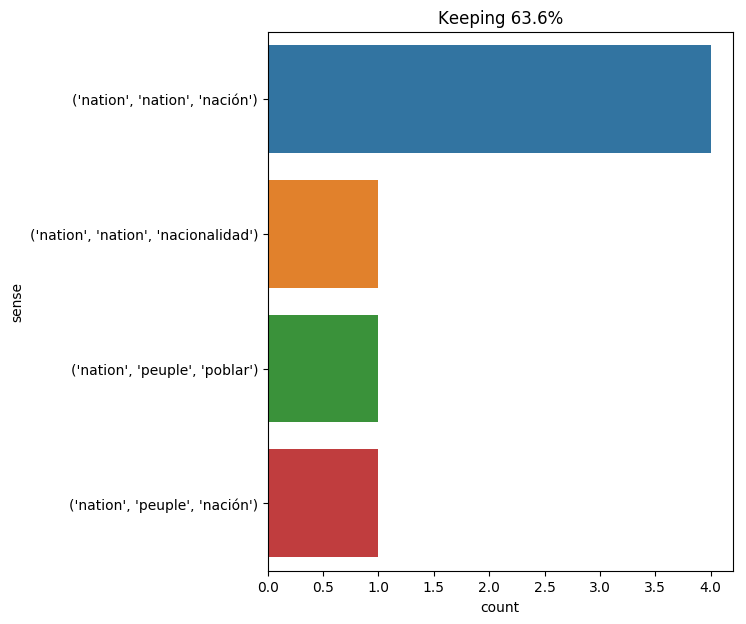 Keeping 63.6%
('nation', 'nation', 'nación')
('nation', 'nation', 'nacionalidad')
('nation', 'peuple', 'poblar')
('nation', 'peuple', 'nación')
sense
0.0 0.5 1.0 1.5 2.0 2.5 3.0 3.5 4.0
count